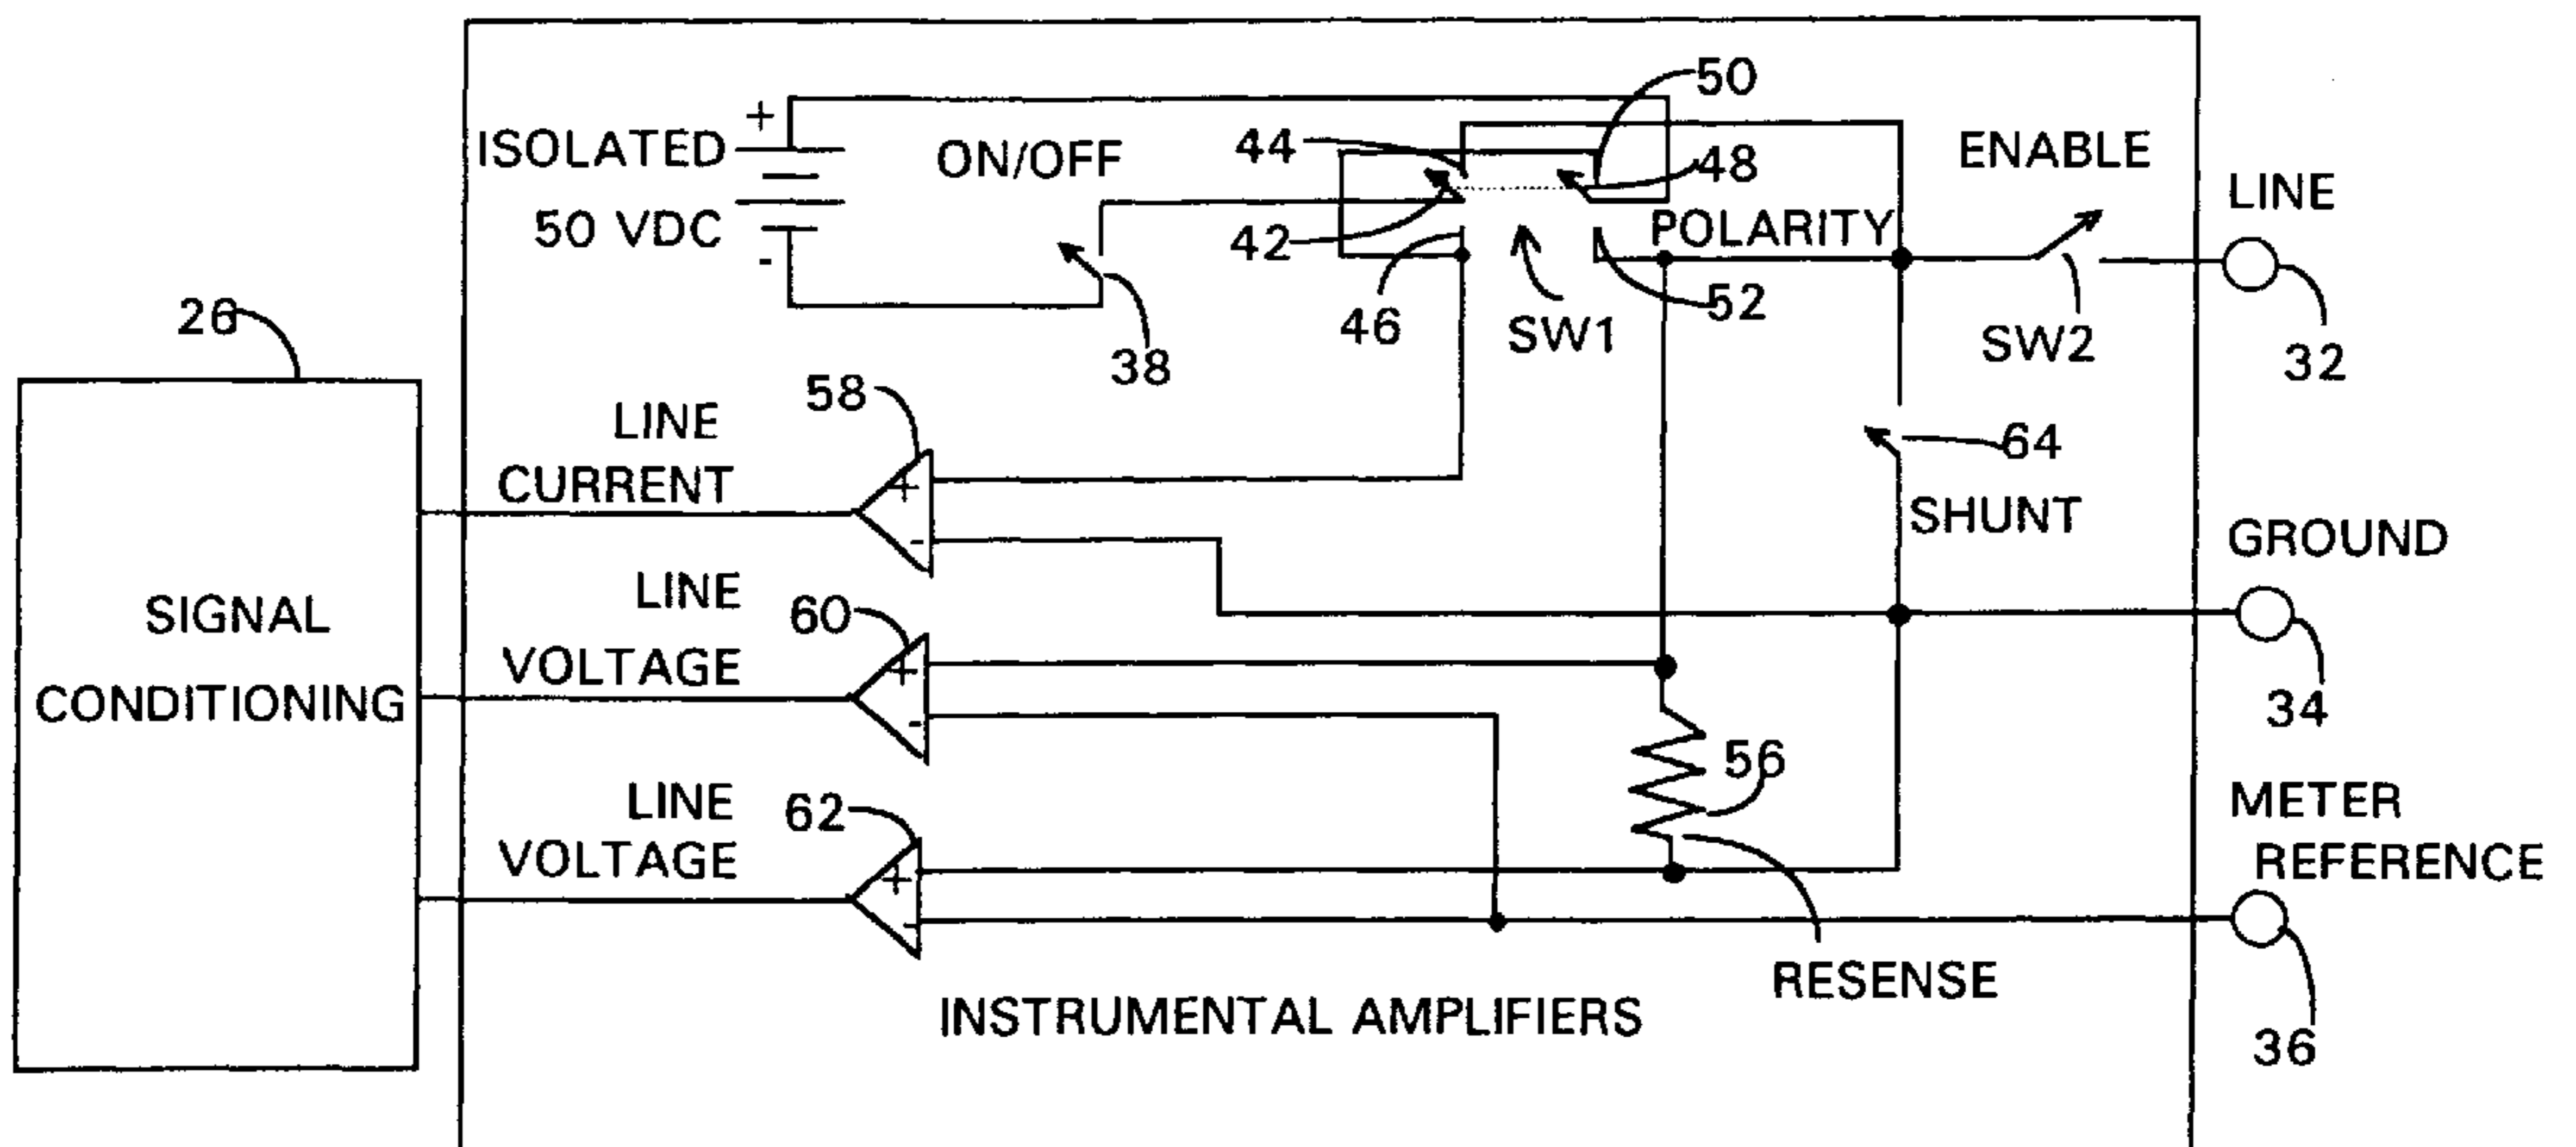 50
+
ISOLATED
ON/OFF
44
48
ENABLE
LINE
50 VDC
42
POLARITY
-
46
SW1
52
SW2
32
26
38
58
LINE
CURRENT
+
-
64
SHUNT
GROUND
SIGNAL
CONDITIONING
LINE
VOLTAGE
60
+
-
34
56
METER
REFERENCE
LINE
VOLTAGE
62
+
-
RESENSE
INSTRUMENTAL AMPLIFIERS
36